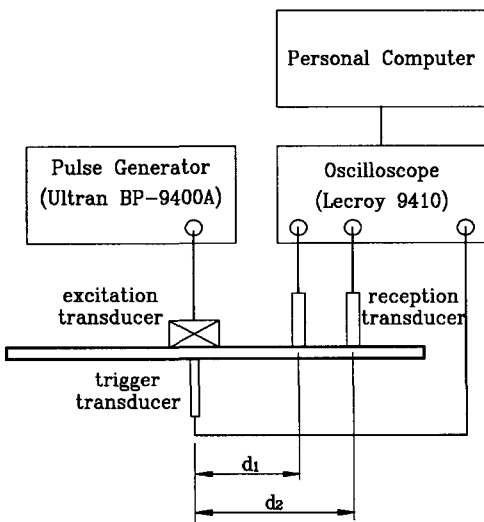 Personal Computer
Pulse Generator
(Ultran BP-9400A)
Oscilloscope
(Lecroy 9410)
excitation
transducer
reception
transducer
trigger
transducer
d1
d2